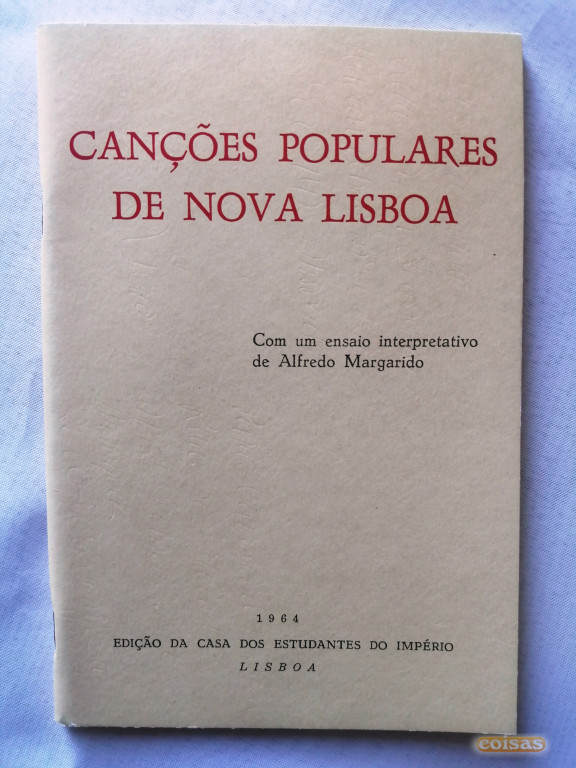 CANÇÕES POPULARES
DE NOVA LISBOA
Com um ensaio interpretativo
de Alfredo Margarido
1964
EDIÇÃO DA CASA DOS ESTUDANTES DO IMPÉRIO
LISBOA
coisas